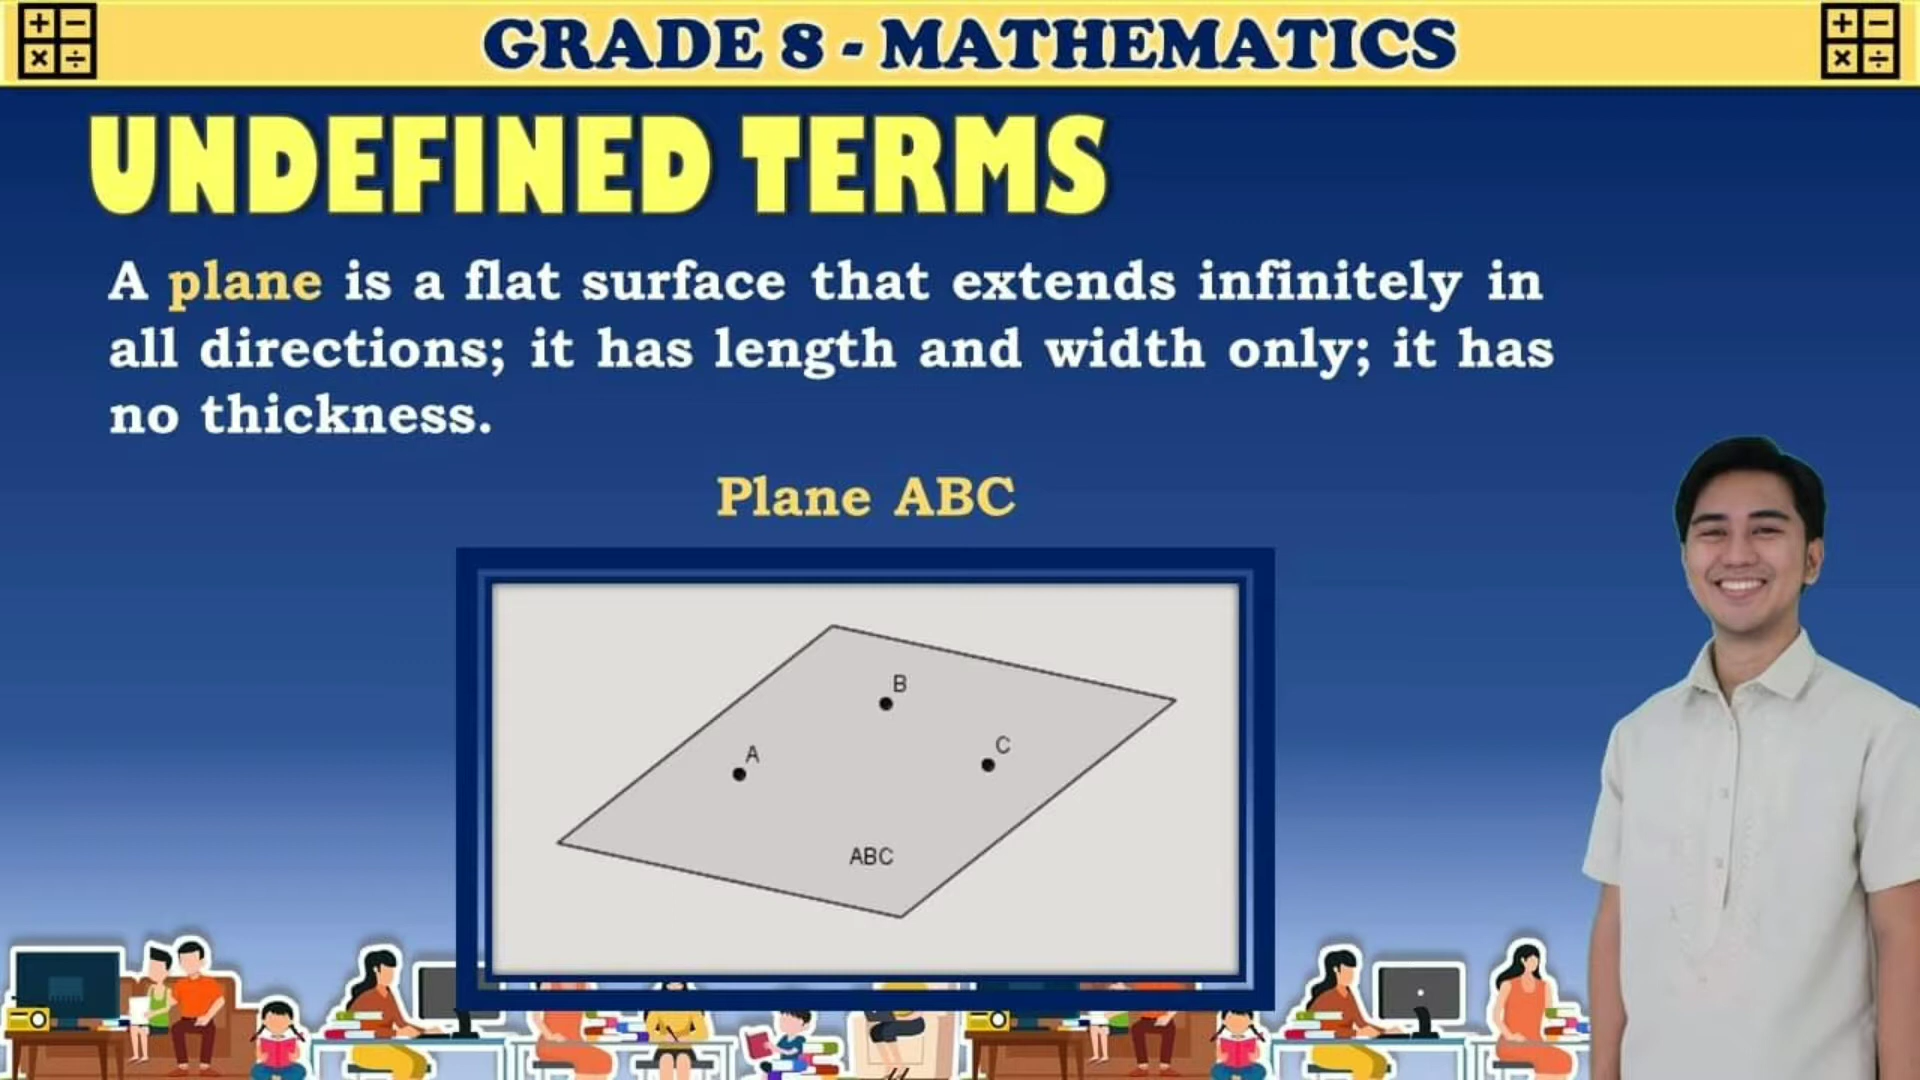 GRADE 8 - MATHEMATICS
UNDEFINED TERMS
A plane is a flat surface that extends infinitely in
all directions; it has length and width only; it has
no thickness.
Plane ABC
B
A
C
ABC